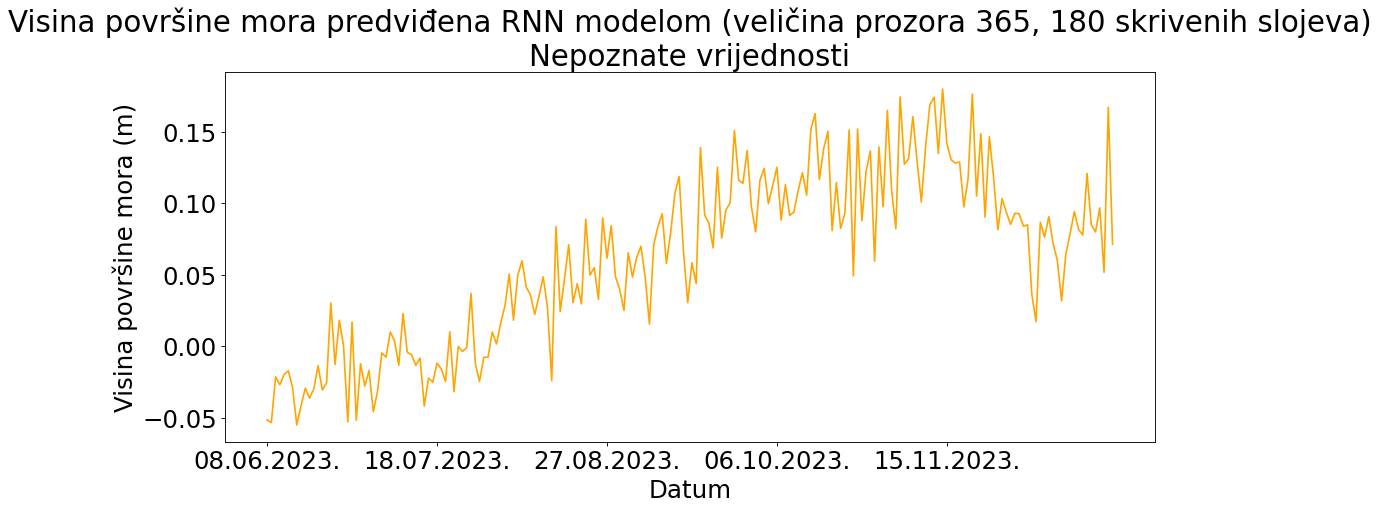 Visina površine mora predviđena RNN modelom (veličina prozora 365, 180 skrivenih slojeva)
Nepoznate vrijednosti
Visina površine mora (m)
0.15
0.10
0.05
0.00
−0.05
08.06.2023. 18.07.2023. 27.08.2023. 06.10.2023. 15.11.2023.
Datum